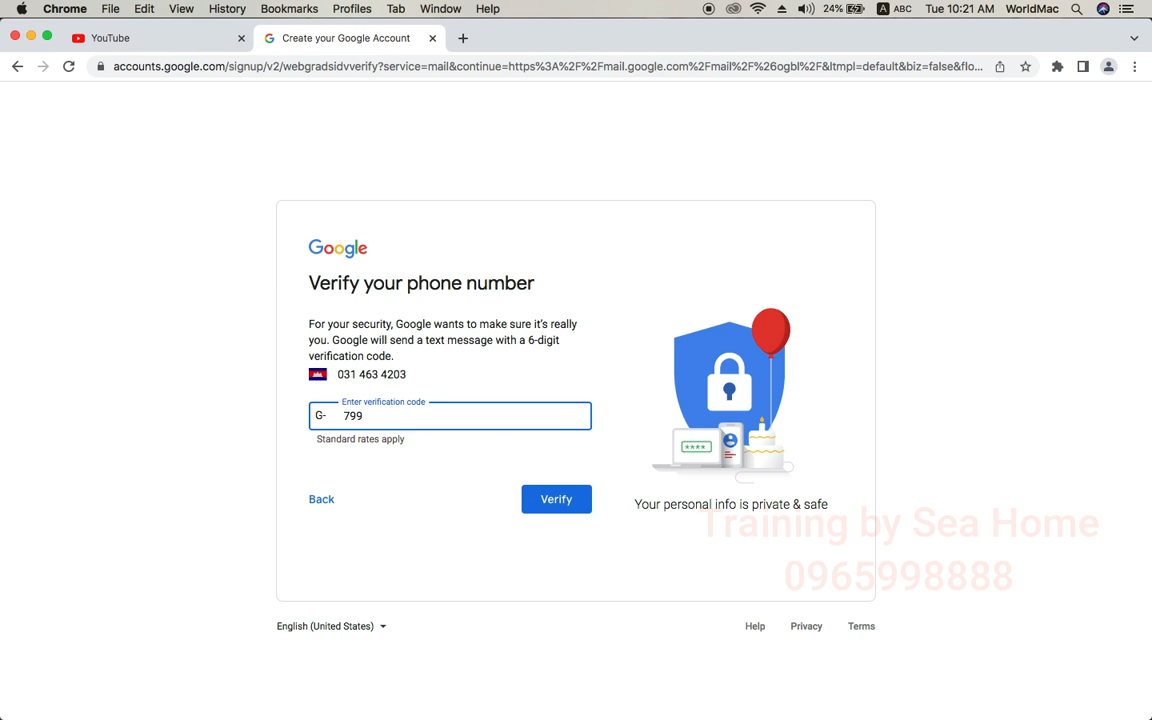 Chrome File Edit View History Bookmarks Profiles Tab Window Help 24% A ABC Tue 10:21 AM WorldMac
YouTube Create your Google Account
accounts.google.com/signup/v2/webgradsidvverify?service=mail&continue=https%3A%2F%2Fmail.google.com%2Fmail%2F%26ogbl%2F&ltmpl=default&biz=false&flo...
Google
Verify your phone number
For your security, Google wants to make sure it's really
you. Google will send a text message with a 6-digit
verification code.
031 463 4203
Enter verification code
G- 799
Standard rates apply
****
Back Verify
Your personal info is private & safe
Training by Sea Home
0965998888
English (United States) Help Privacy Terms